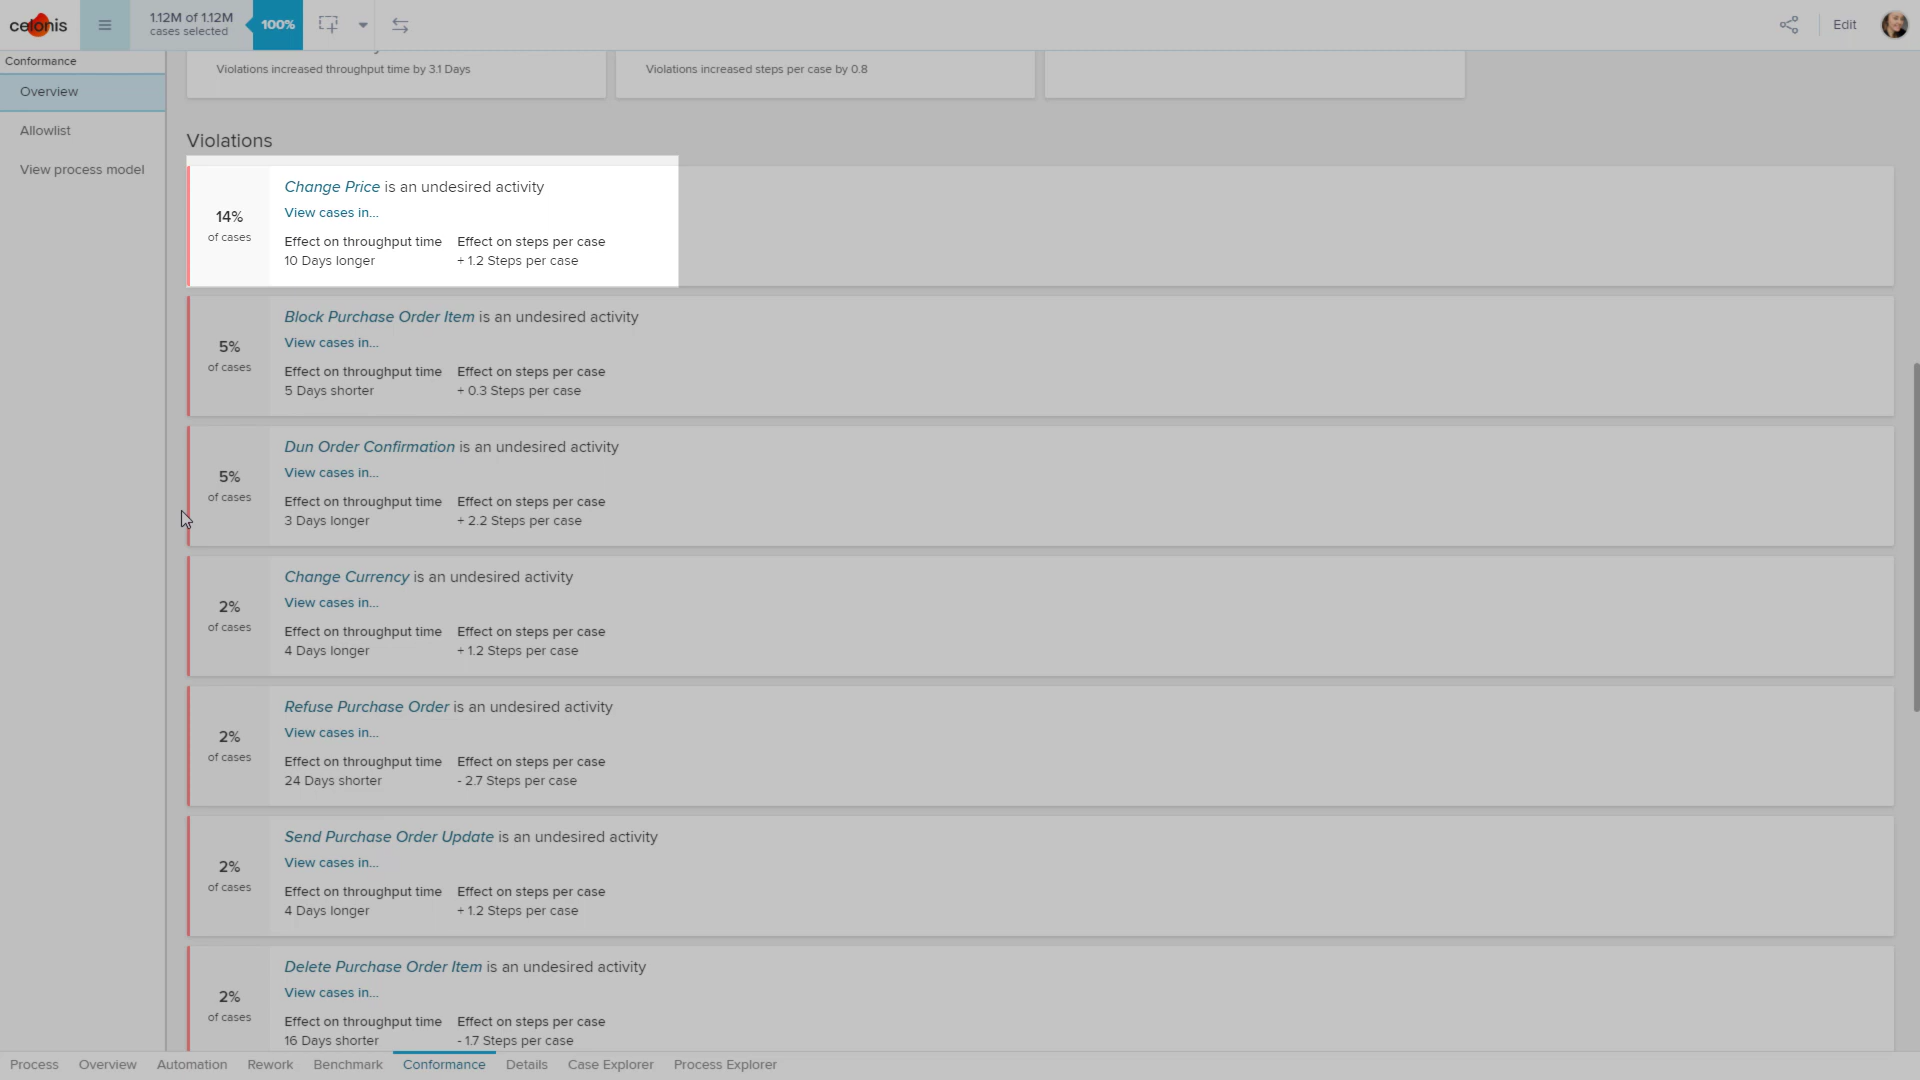 celonis
1.12M of 1.12M
cases selected
100%
Edit
Conformance
Overview
Allowlist
View process model
Violations increased throughput time by 3.1 Days
Violations increased steps per case by 0.8
Violations
14%
of cases
Change Price is an undesired activity
View cases in...
Effect on throughput time
10 Days longer
Effect on steps per case
+ 1.2 Steps per case
5%
of cases
Block Purchase Order Item is an undesired activity
View cases in...
Effect on throughput time
5 Days shorter
Effect on steps per case
+ 0.3 Steps per case
5%
of cases
Dun Order Confirmation is an undesired activity
View cases in...
Effect on throughput time
3 Days longer
Effect on steps per case
+ 2.2 Steps per case
2%
of cases
Change Currency is an undesired activity
View cases in...
Effect on throughput time
4 Days longer
Effect on steps per case
+ 1.2 Steps per case
2%
of cases
Refuse Purchase Order is an undesired activity
View cases in...
Effect on throughput time
24 Days shorter
Effect on steps per case
- 2.7 Steps per case
2%
of cases
Send Purchase Order Update is an undesired activity
View cases in...
Effect on throughput time
4 Days longer
Effect on steps per case
+ 1.2 Steps per case
2%
of cases
Delete Purchase Order Item is an undesired activity
View cases in...
Effect on throughput time
16 Days shorter
Effect on steps per case
- 1.7 Steps per case
Process
Overview
Automation
Rework
Benchmark
Conformance
Details
Case Explorer
Process Explorer